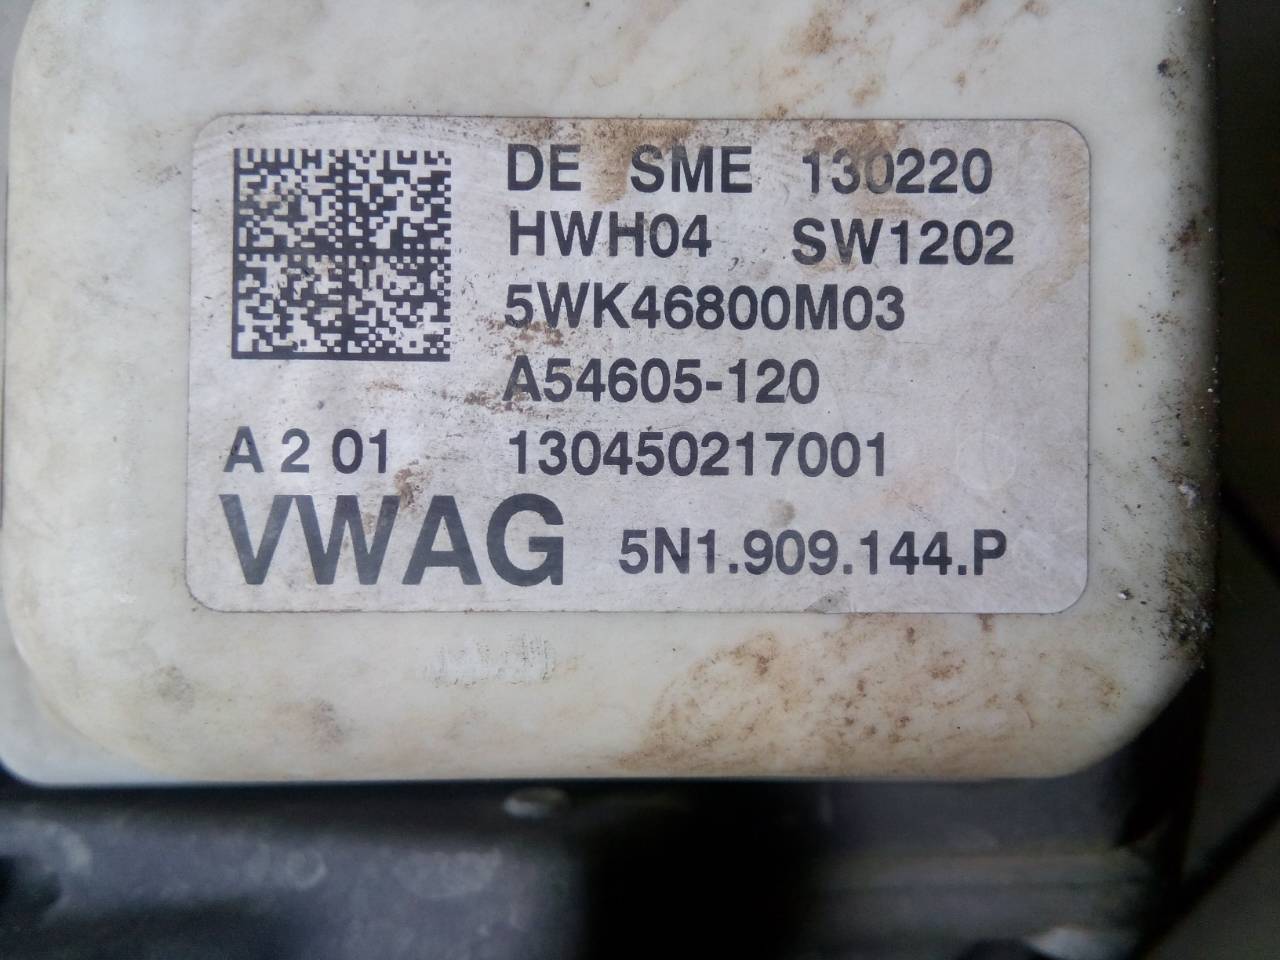 DE SME 130220
HWH04 SW1202
5WK46800M03
A54605-120
A 2 01 130450217001
VWAG 5N1.909.144.P